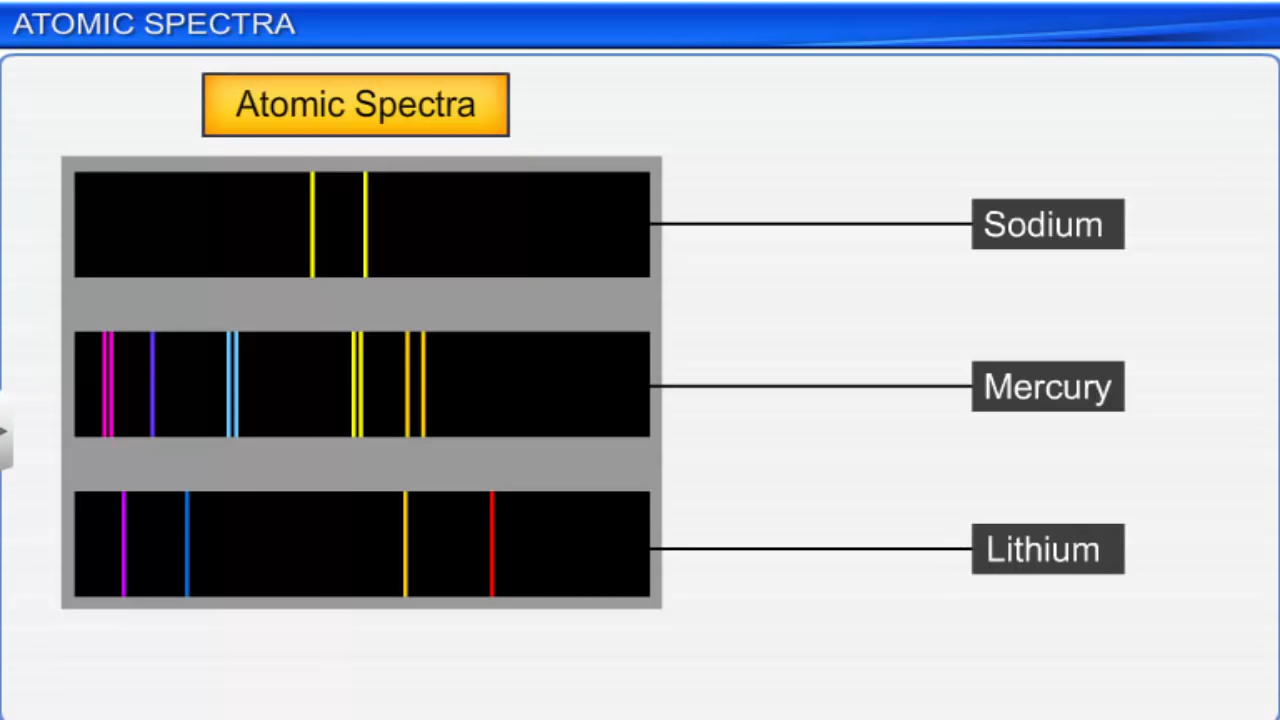 ATOMIC SPECTRA
Atomic Spectra
Sodium
Mercury
Lithium